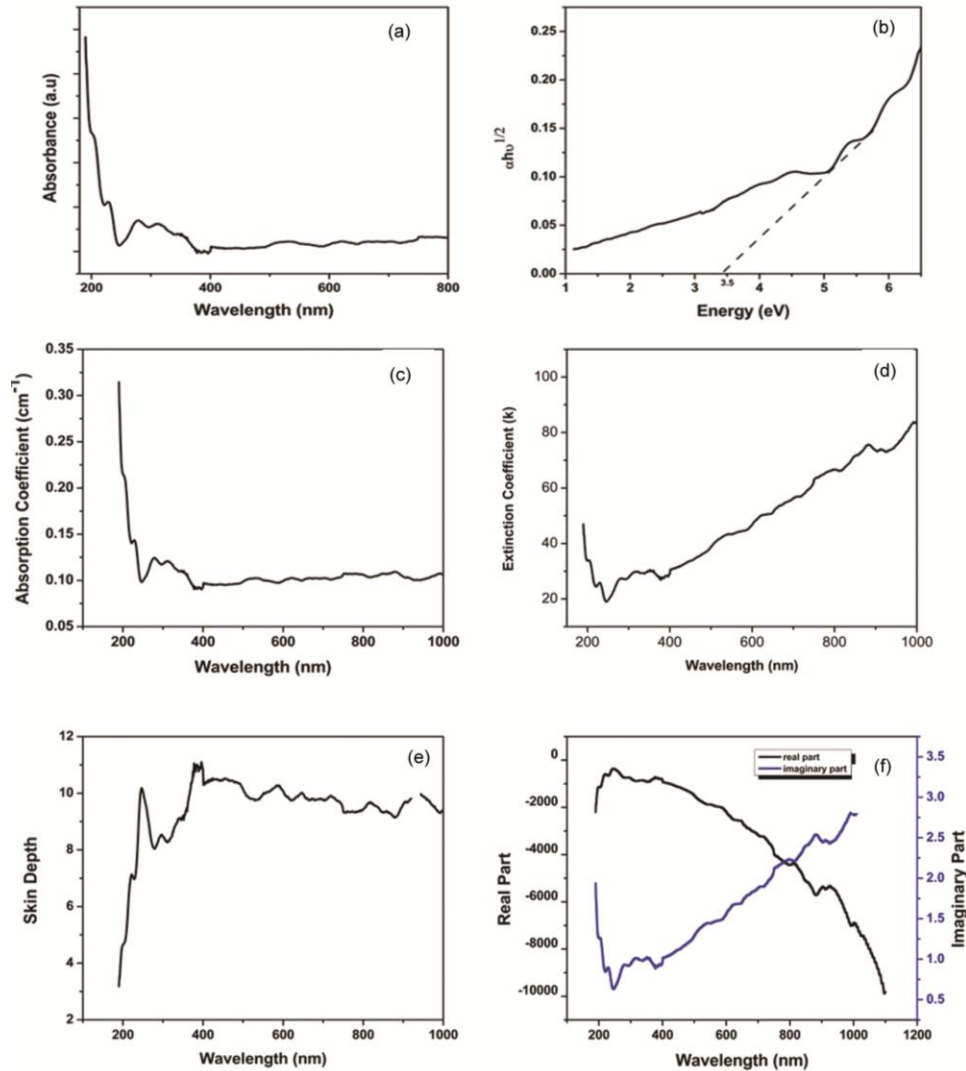 (a)
Absorbance (a.u)
200 400 600 800
Wavelength (nm)
(b)
αhυ1/2
0.25
0.20
0.15
0.10
0.05
0.00
1 2 3 3.5 4 5 6
Energy (eV)
(c)
Absorption Coefficient (cm-1)
0.35
0.30
0.25
0.20
0.15
0.10
0.05
200 400 600 800 1000
Wavelength (nm)
(d)
Extinction Coefficient (k)
100
80
60
40
20
200 400 600 800 1000
Wavelength (nm)
(e)
Skin Depth
12
10
8
6
4
2
200 400 600 800 1000
Wavelength (nm)
(f)
real part
imaginary part
Real Part
0
-2000
-4000
-6000
-8000
-10000
3.5
3.0
2.5
2.0
1.5
1.0
0.5
Imaginary Part
200 400 600 800 1000 1200
Wavelength (nm)